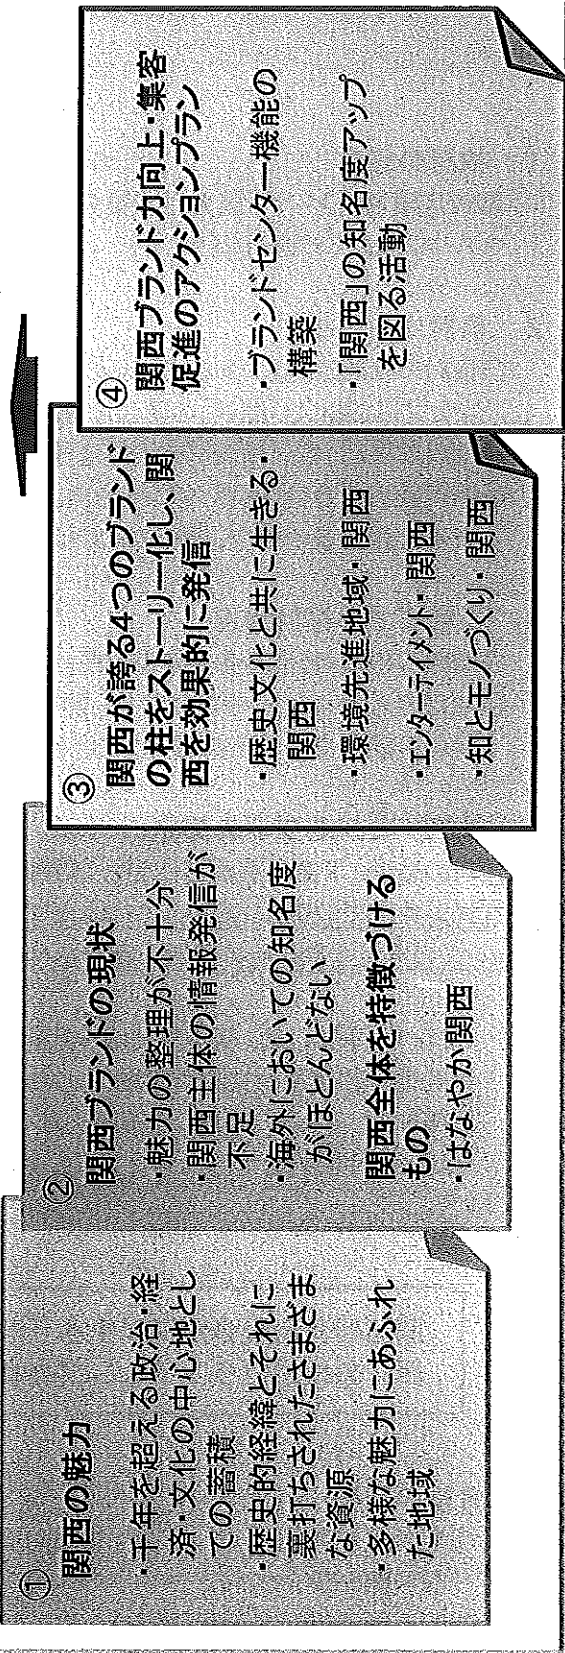 ①
関西の魅力
・千年を超える政治・経
済・文化の中心地とし
ての蓄積
・歴史的経緯とそれに
裏打ちされたさまざま
な資源
・多様な魅力にあふれ
た地域
②
関西ブランドの現状
・魅力の整理が不十分
・関西主体の情報発信が
不足
・海外においての知名度
がほとんどない
関西全体を特徴づける
もの
・はなやか関西
③
関西が誇る4つのブランド
の柱をストーリー化し、関
西を効果的に発信
・歴史文化と共に生きる・
関西
・環境先進地域・関西
・エンターテイメント・関西
・知とモノづくり・関西
④
関西ブランド力向上・集客
促進のアクションプラン
・ブランドセンター機能の
構築
・「関西」の知名度アップ
を図る活動